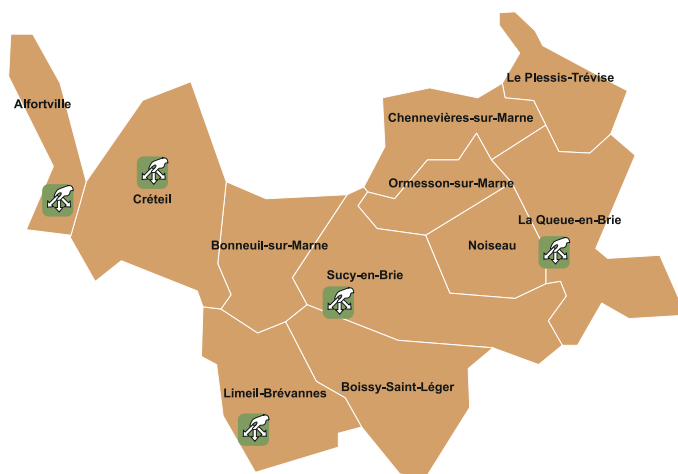 Le Plessis-Trévise
Alfortville
Chennevières-sur-Marne
Ormesson-sur-Marne
Créteil
La Queue-en-Brie
Bonneuil-sur-Marne
Noiseau
Sucy-en-Brie
Boissy-Saint-Léger
Limeil-Brévannes